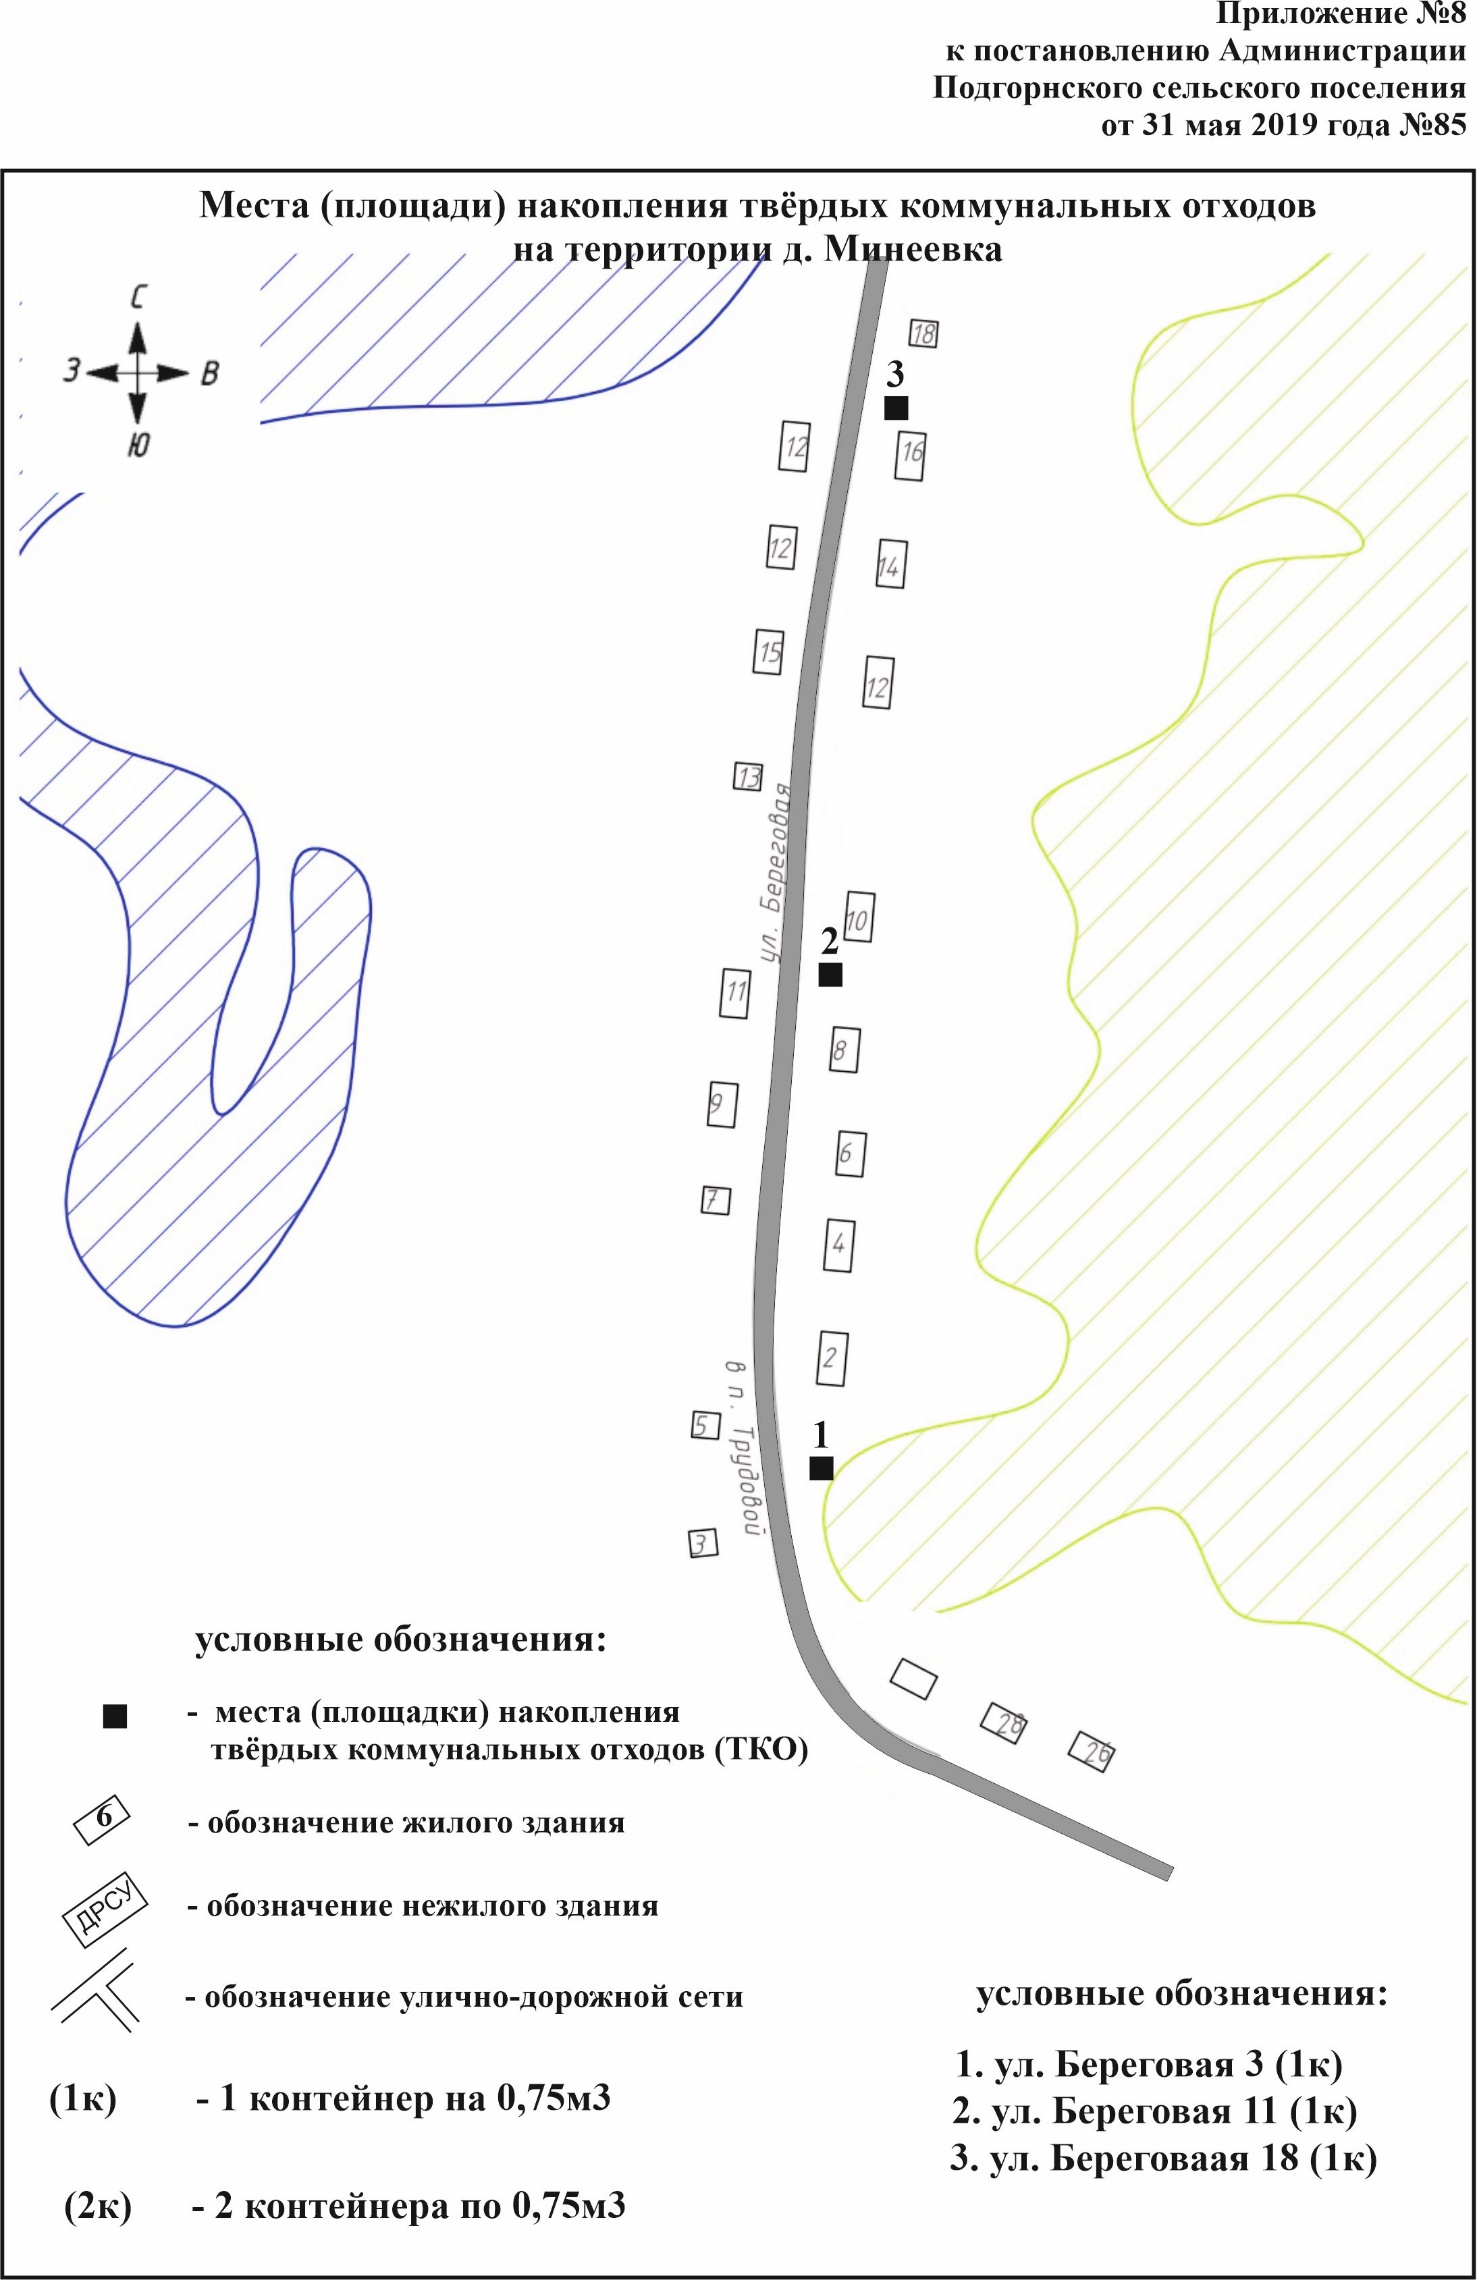 Приложение №8
к постановлению Администрации
Подгорнского сельского поселения
от 31 мая 2019 года №85
Места (площади) накопления твёрдых коммунальных отходов
на территории д. Минеевка
С
З
В
Ю
18
3
12
16
12
14
15
12
13
ул. Береговая
10
2
11
8
9
6
7
4
2
в п. Трудовой
5
1
3
28
26
условные обозначения:
- места (площадки) накопления
твёрдых коммунальных отходов (ТКО)
6
- обозначение жилого здания
ДРСУ
- обозначение нежилого здания
- обозначение улично-дорожной сети
(1к) - 1 контейнер на 0,75м3
(2к) - 2 контейнера по 0,75м3
условные обозначения:
1. ул. Береговая 3 (1к)
2. ул. Береговая 11 (1к)
3. ул. Береговаая 18 (1к)